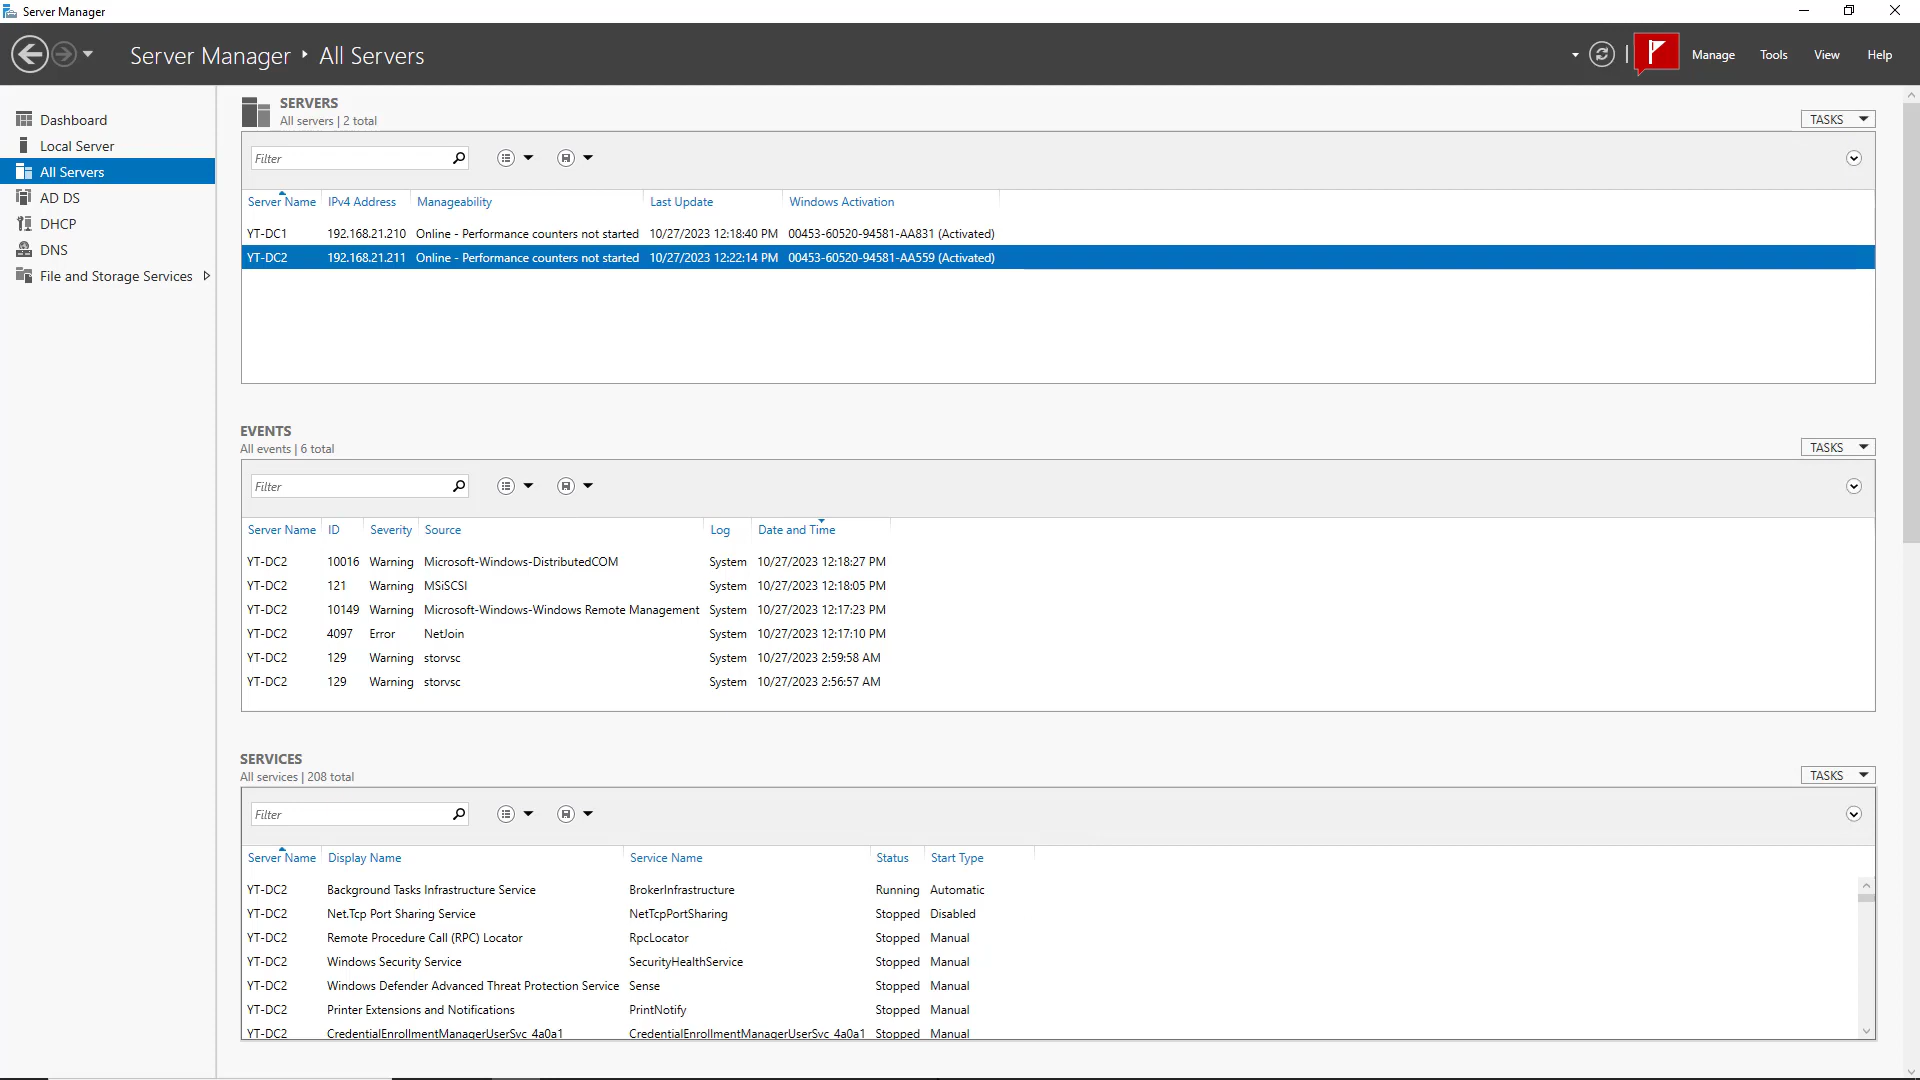 Server Manager
Server Manager ‣ All Servers
Manage Tools View Help
Dashboard
Local Server
All Servers
AD DS
DHCP
DNS
File and Storage Services
SERVERS
All servers | 2 total
TASKS
Filter
Server Name IPv4 Address Manageability Last Update Windows Activation
YT-DC1 192.168.21.210 Online - Performance counters not started 10/27/2023 12:18:40 PM 00453-60520-94581-AA831 (Activated)
YT-DC2 192.168.21.211 Online - Performance counters not started 10/27/2023 12:22:14 PM 00453-60520-94581-AA559 (Activated)
EVENTS
All events | 6 total
TASKS
Filter
Server Name ID Severity Source Log Date and Time
YT-DC2 10016 Warning Microsoft-Windows-DistributedCOM System 10/27/2023 12:18:27 PM
YT-DC2 121 Warning MSiSCSI System 10/27/2023 12:18:05 PM
YT-DC2 10149 Warning Microsoft-Windows-Windows Remote Management System 10/27/2023 12:17:23 PM
YT-DC2 4097 Error NetJoin System 10/27/2023 12:17:10 PM
YT-DC2 129 Warning storvsc System 10/27/2023 2:59:58 AM
YT-DC2 129 Warning storvsc System 10/27/2023 2:56:57 AM
SERVICES
All services | 208 total
TASKS
Filter
Server Name Display Name Service Name Status Start Type
YT-DC2 Background Tasks Infrastructure Service BrokerInfrastructure Running Automatic
YT-DC2 Net.Tcp Port Sharing Service NetTcpPortSharing Stopped Disabled
YT-DC2 Remote Procedure Call (RPC) Locator RpcLocator Stopped Manual
YT-DC2 Windows Security Service SecurityHealthService Stopped Manual
YT-DC2 Windows Defender Advanced Threat Protection Service Sense Stopped Manual
YT-DC2 Printer Extensions and Notifications PrintNotify Stopped Manual
YT-DC2 CredentialEnrollmentManagerUserSvc_4a0a1 CredentialEnrollmentManagerUserSvc_4a0a1 Stopped Manual